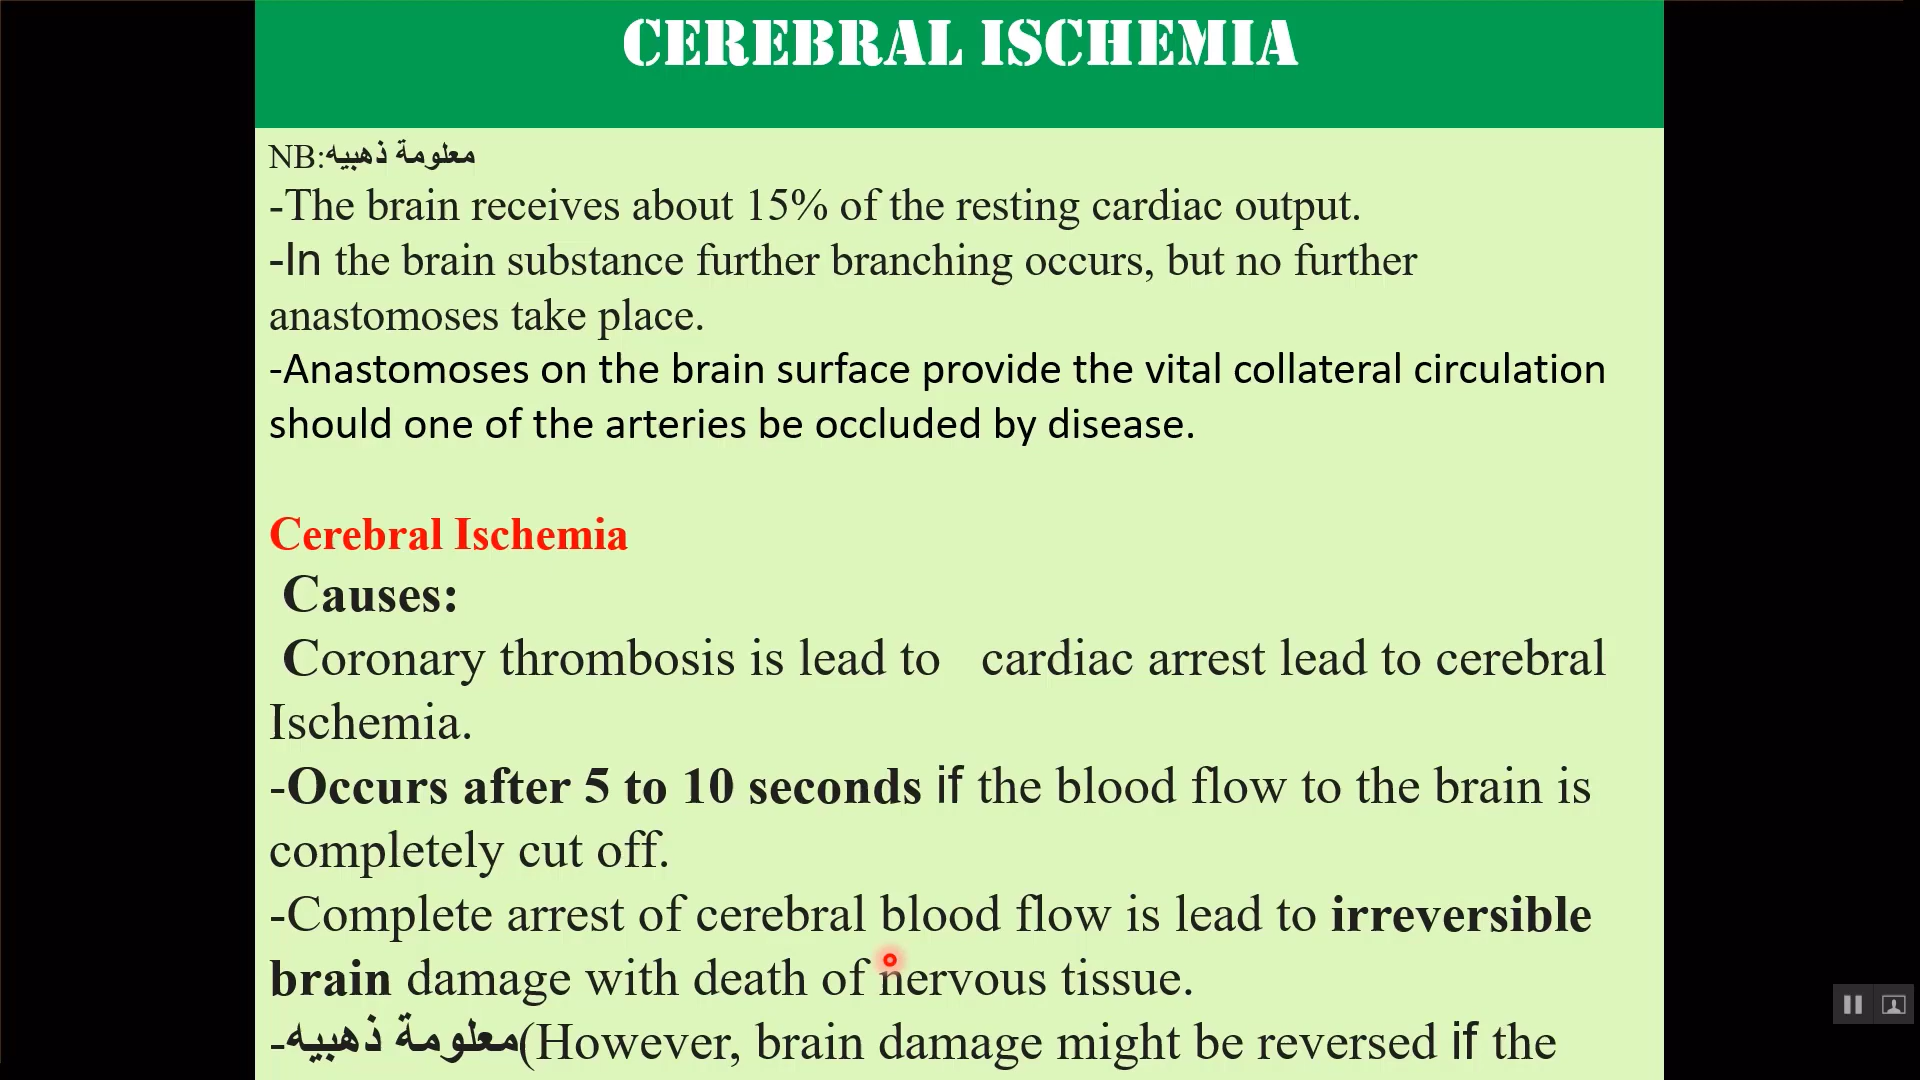 CEREBRAL ISCHEMIA
NB:معلومة ذهبيه
-The brain receives about 15% of the resting cardiac output.
-In the brain substance further branching occurs, but no further
anastomoses take place.
-Anastomoses on the brain surface provide the vital collateral circulation
should one of the arteries be occluded by disease.
Cerebral Ischemia
Causes:
Coronary thrombosis is lead to cardiac arrest lead to cerebral
Ischemia.
-Occurs after 5 to 10 seconds if the blood flow to the brain is
completely cut off.
-Complete arrest of cerebral blood flow is lead to irreversible
brain damage with death of nervous tissue.
-معلومة ذهبيه(However, brain damage might be reversed if the